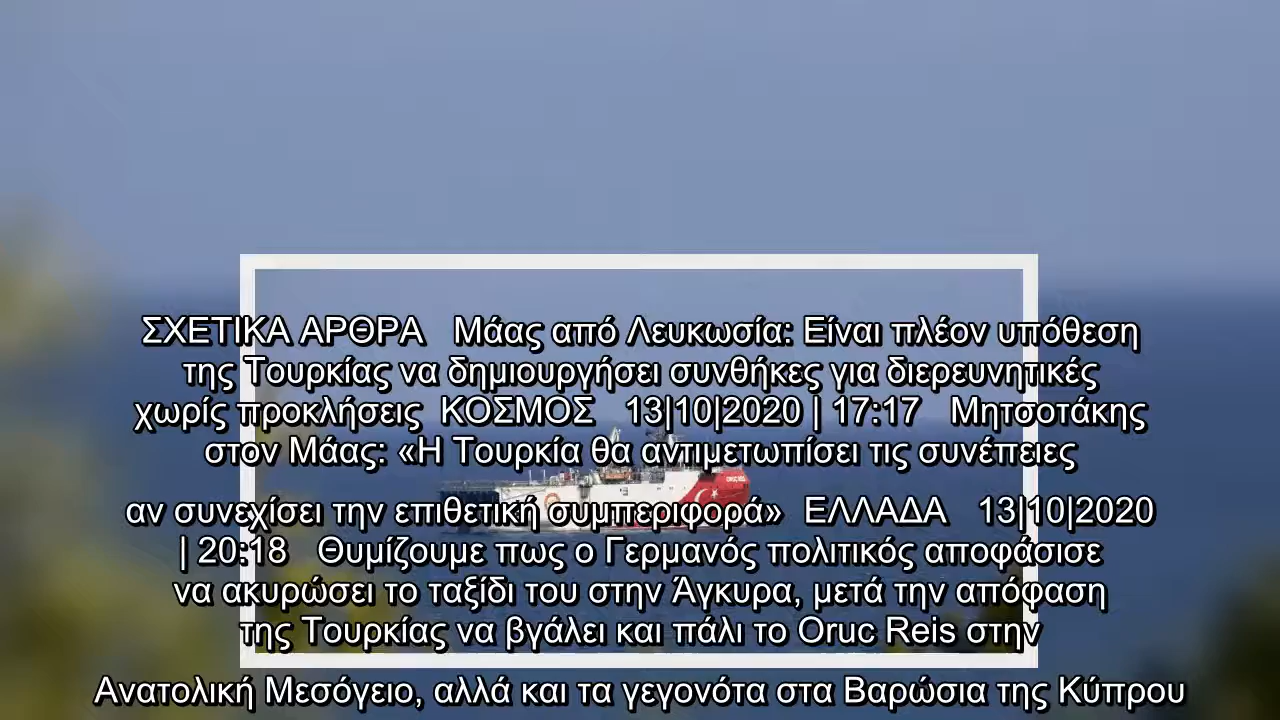 ΣΧΕΤΙΚΑ ΑΡΘΡΑ Μάας από Λευκωσία: Είναι πλέον υπόθεση
της Τουρκίας να δημιουργήσει συνθήκες για διερευνητικές
χωρίς προκλήσεις ΚΟΣΜΟΣ 13|10|2020 | 17:17 Μητσοτάκης
στον Μάας: «Η Τουρκία θα αντιμετωπίσει τις συνέπειες
ORUC REIS
αν συνεχίσει την επιθετική συμπεριφορά» ΕΛΛΑΔΑ 13|10|2020
| 20:18 Θυμίζουμε πως ο Γερμανός πολιτικός αποφάσισε
να ακυρώσει το ταξίδι του στην Άγκυρα, μετά την απόφαση
της Τουρκίας να βγάλει και πάλι το Oruc Reis στην
Ανατολική Μεσόγειο, αλλά και τα γεγονότα στα Βαρώσια της Κύπρου